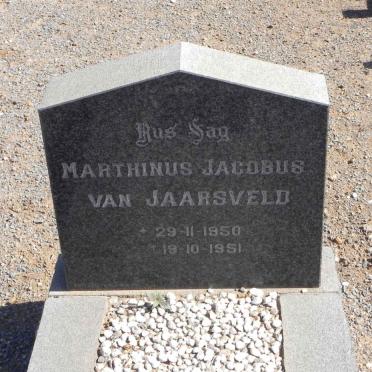 Rus Sag
MARTHINUS JACOBUS
VAN JAARSVELD
* 29-11-1950
† 19-10-1951